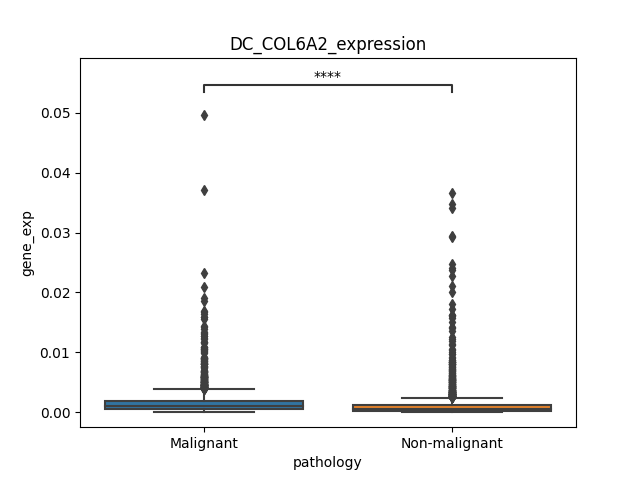 DC_COL6A2_expression
****
0.05
0.04
0.03
0.02
0.01
0.00
gene_exp
Malignant
Non-malignant
pathology